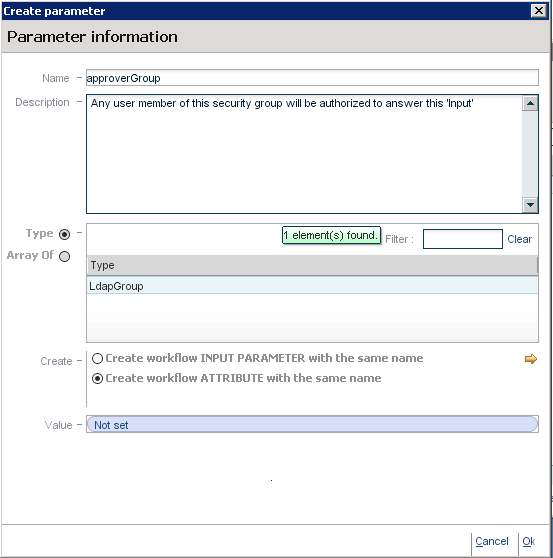 Create parameter
Parameter information
Name
approverGroup
Description
Any user member of this security group will be authorized to answer this 'Input'
Type
1 element(s) found.
Filter :
Clear
Array Of
Type
LdapGroup
Create
Create workflow INPUT PARAMETER with the same name
Create workflow ATTRIBUTE with the same name
Value
Not set
Cancel
Ok